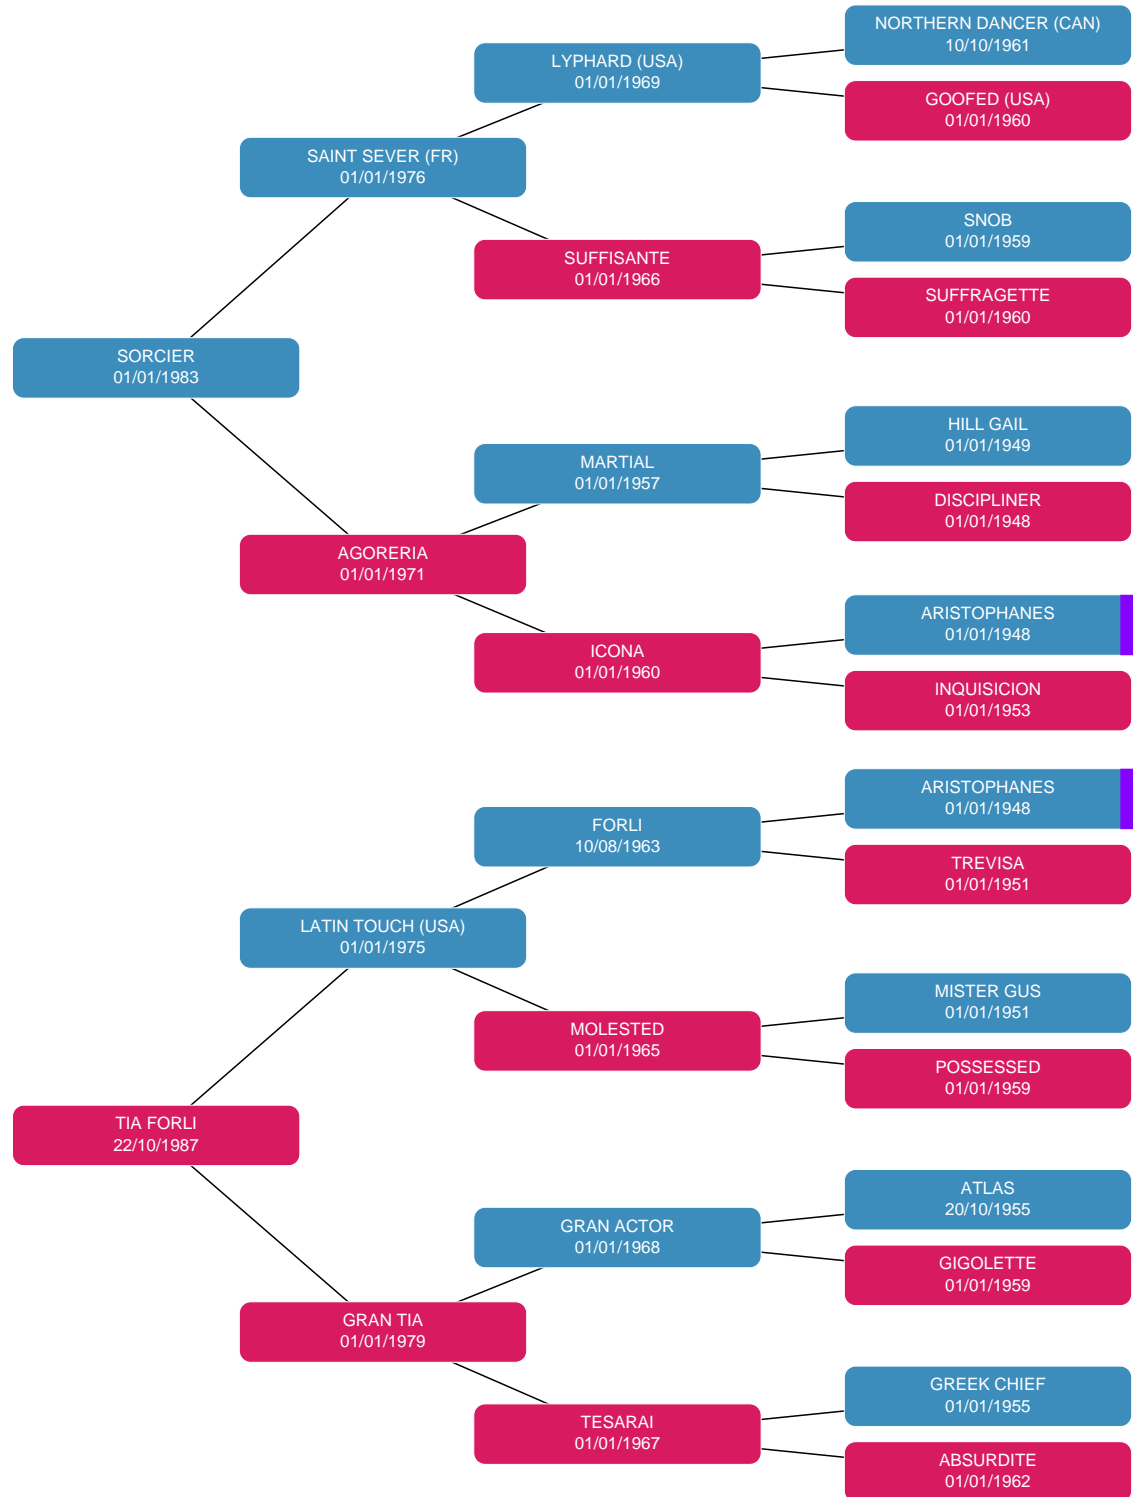 NORTHERN DANCER (CAN)
10/10/1961
LYPHARD (USA)
01/01/1969
GOOFED (USA)
01/01/1960
SAINT SEVER (FR)
01/01/1976
SNOB
01/01/1959
SUFFISANTE
01/01/1966
SUFFRAGETTE
01/01/1960
SORCIER
01/01/1983
HILL GAIL
01/01/1949
MARTIAL
01/01/1957
DISCIPLINER
01/01/1948
AGORERIA
01/01/1971
ARISTOPHANES
01/01/1948
ICONA
01/01/1960
INQUISICION
01/01/1953
ARISTOPHANES
01/01/1948
FORLI
10/08/1963
TREVISA
01/01/1951
LATIN TOUCH (USA)
01/01/1975
MISTER GUS
01/01/1951
MOLESTED
01/01/1965
POSSESSED
01/01/1959
TIA FORLI
22/10/1987
ATLAS
20/10/1955
GRAN ACTOR
01/01/1968
GIGOLETTE
01/01/1959
GRAN TIA
01/01/1979
GREEK CHIEF
01/01/1955
TESARAI
01/01/1967
ABSURDITE
01/01/1962